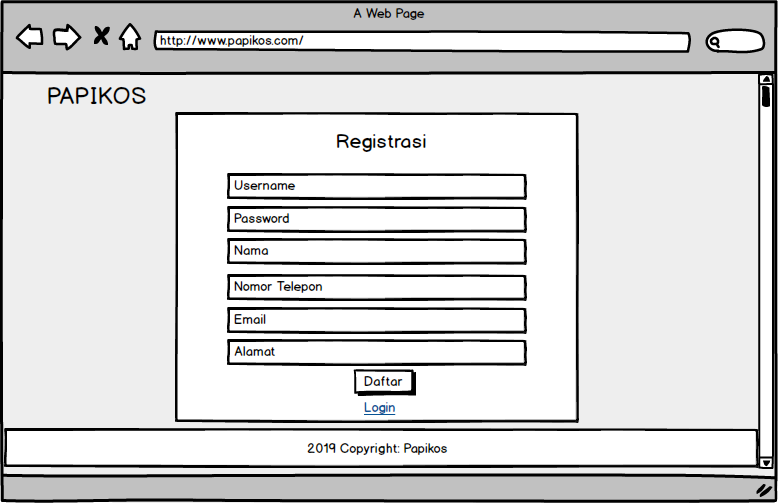 A Web Page
http://www.papikos.com/
PAPIKOS
Registrasi
Username
Password
Nama
Nomor Telepon
Email
Alamat
Daftar
Login
2019 Copyright: Papikos